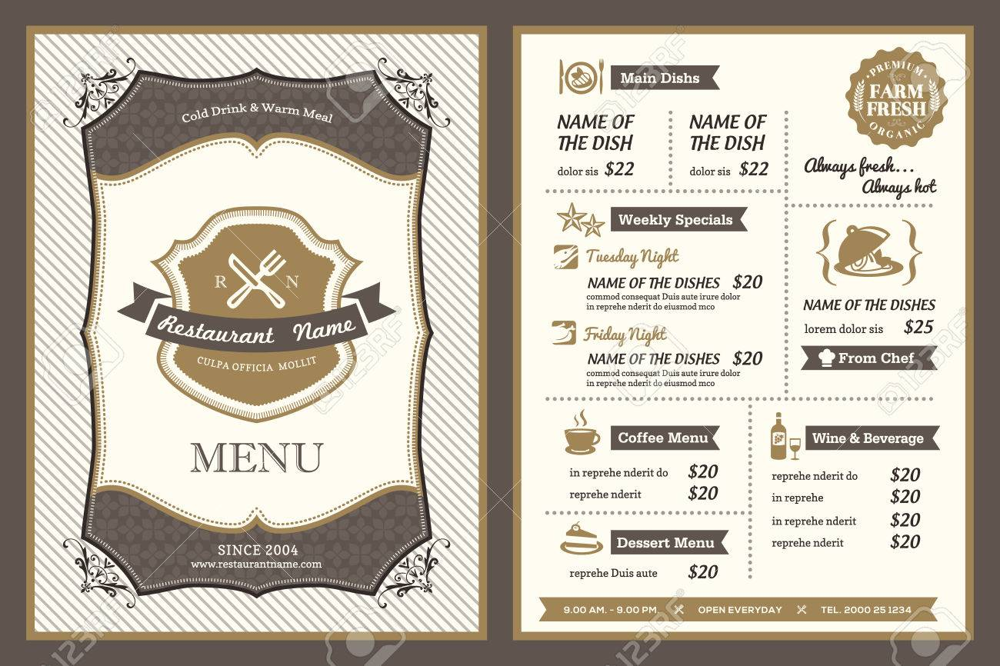 Cold Drink & Warm Meal
R N
Restaurant Name
CULPA OFFICIA MOLLIT
MENU
SINCE 2004
www.restaurantname.com
Main Dishs
NAME OF
THE DISH
dolor sis $22
NAME OF
THE DISH
dolor sis $22
PREMIUM
FARM
FRESH
ORGANIC
Always fresh...
Always hot
Weekly Specials
Tuesday Night
NAME OF THE DISHES $20
commod consequat Duis aute irure dolor
in reprehe nderit do eiusmod mco
Friday Night
NAME OF THE DISHES $20
commod consequat Duis aute irure dolor
in reprehe nderit do eiusmod mco
NAME OF THE DISHES
lorem dolor sis $25
From Chef
Coffee Menu
in reprehe nderit do $20
reprehe nderit $20
Dessert Menu
reprehe Duis aute $20
Wine & Beverage
reprehe nderit do $20
in reprehe $20
in reprehe nderit $20
reprehe nderit $20
9.00 AM. - 9.00 PM. OPEN EVERYDAY TEL. 2000 25 1234
123RF